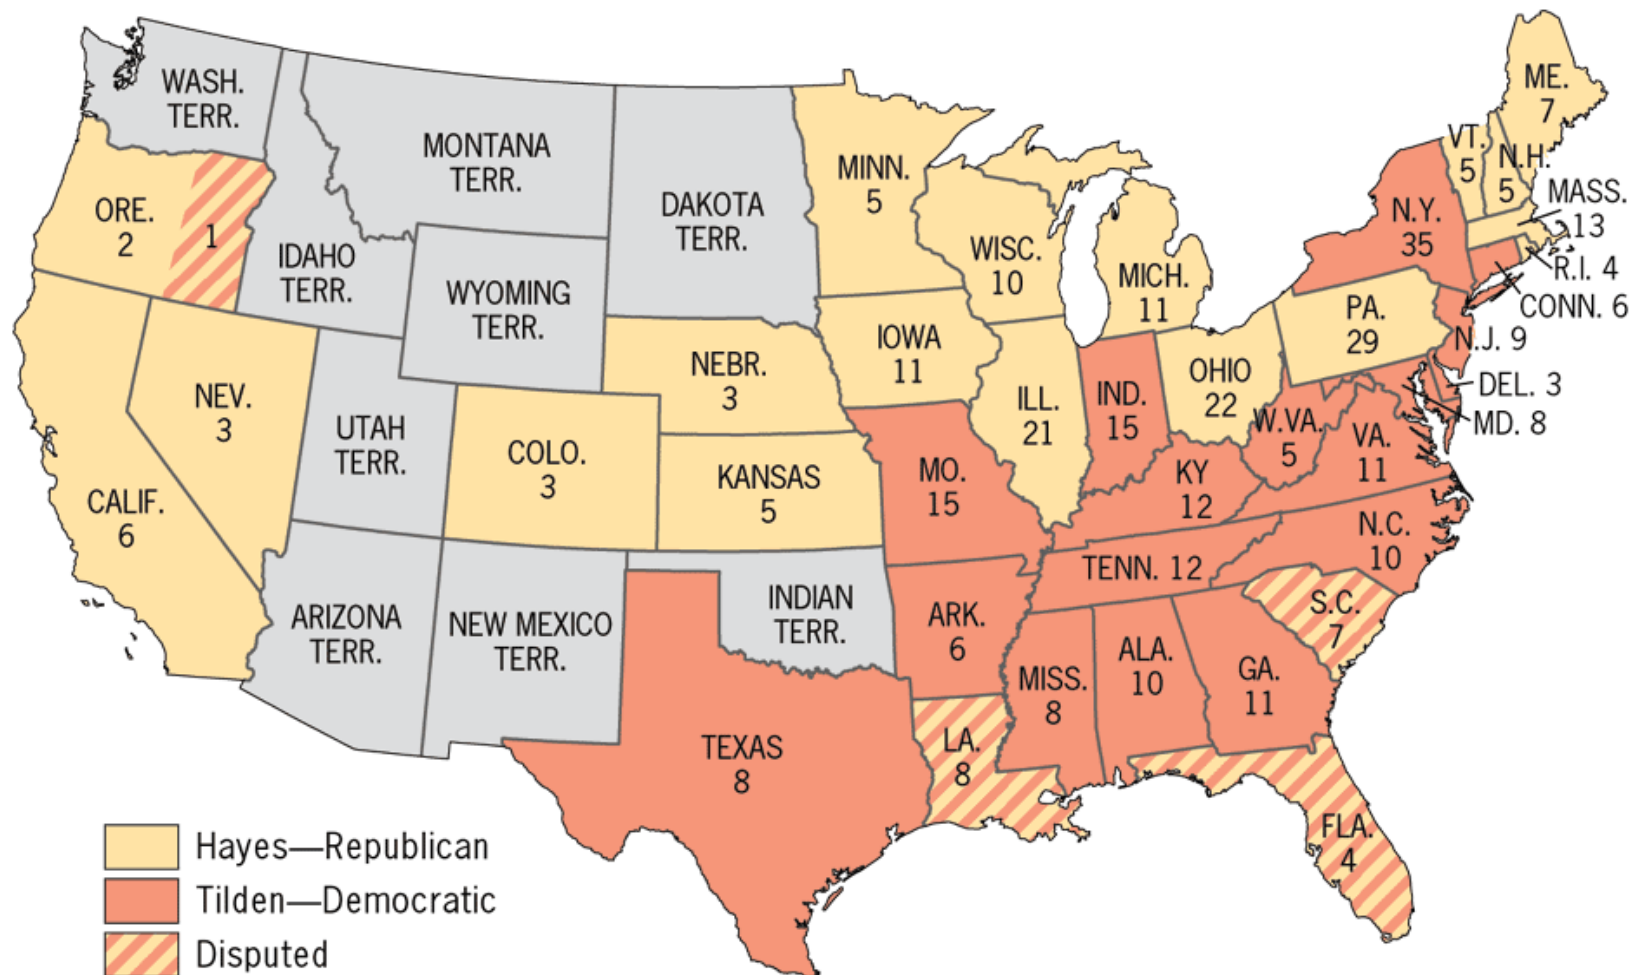 WASH.
TERR.
ORE.
2
1
MONTANA
TERR.
IDAHO
TERR.
WYOMING
TERR.
DAKOTA
TERR.
MINN.
5
WISC.
10
MICH.
11
IOWA
11
NEBR.
3
NEV.
3
UTAH
TERR.
COLO.
3
KANSAS
5
CALIF.
6
ARIZONA
TERR.
NEW MEXICO
TERR.
INDIAN
TERR.
TEXAS
8
MO.
15
ARK.
6
LA.
8
ILL.
21
IND.
15
OHIO
22
KY
12
TENN. 12
MISS.
8
ALA.
10
GA.
11
FLA.
4
S.C.
7
N.C.
10
VA.
11
W.VA.
5
PA.
29
N.Y.
35
VT.
5
N.H.
5
ME.
7
MASS.
13
R.I. 4
CONN. 6
N.J. 9
DEL. 3
MD. 8
Hayes—Republican
Tilden—Democratic
Disputed